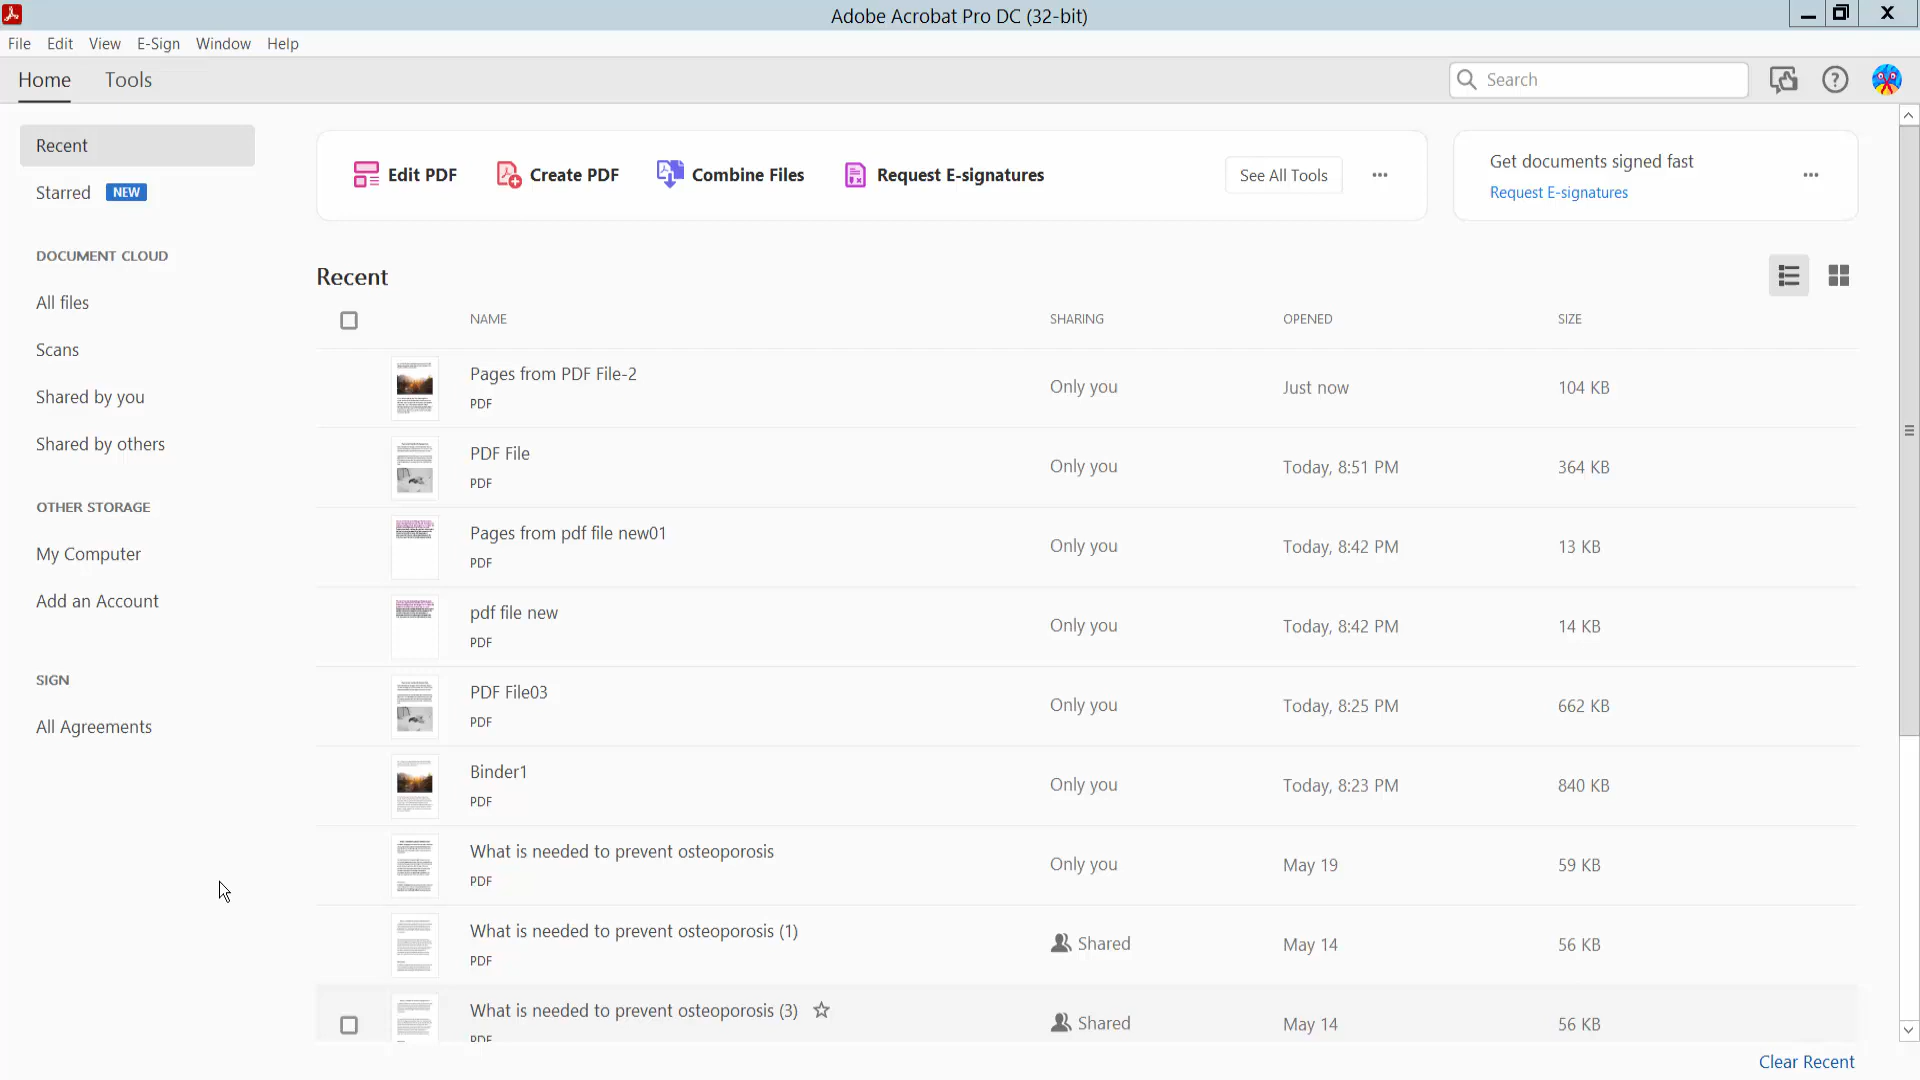 Adobe Acrobat Pro DC (32-bit)
File Edit View E-Sign Window Help
Home Tools
Search
Recent
Starred NEW
DOCUMENT CLOUD
All files
Scans
Shared by you
Shared by others
OTHER STORAGE
My Computer
Add an Account
SIGN
All Agreements
Edit PDF Create PDF Combine Files Request E-signatures See All Tools
Get documents signed fast
Request E-signatures
Recent
NAME SHARING OPENED SIZE
Pages from PDF File-2
PDF
Only you Just now 104 KB
PDF File
PDF
Only you Today, 8:51 PM 364 KB
Pages from pdf file new01
PDF
Only you Today, 8:42 PM 13 KB
pdf file new
PDF
Only you Today, 8:42 PM 14 KB
PDF File03
PDF
Only you Today, 8:25 PM 662 KB
Binder1
PDF
Only you Today, 8:23 PM 840 KB
What is needed to prevent osteoporosis
PDF
Only you May 19 59 KB
What is needed to prevent osteoporosis (1)
PDF
Shared May 14 56 KB
What is needed to prevent osteoporosis (3)
PDF
Shared May 14 56 KB
Clear Recent